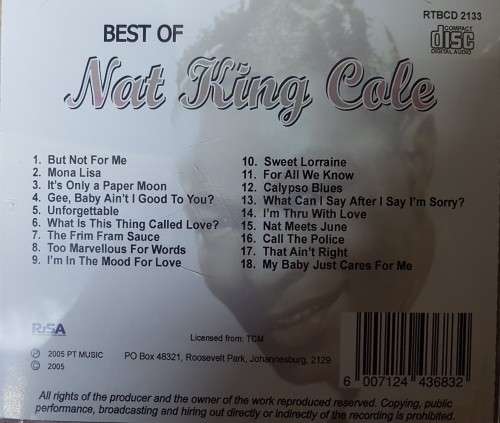 RTBCD 2133
BEST OF
COMPACT
disc
DIGITAL AUDIO
Nat King Cole
1. But Not For Me
2. Mona Lisa
3. It's Only a Paper Moon
4. Gee, Baby Ain't I Good To You?
5. Unforgettable
6. What Is This Thing Called Love?
7. The Frim Fram Sauce
8. Too Marvellous For Words
9. I'm In The Mood For Love
10. Sweet Lorraine
11. For All We Know
12. Calypso Blues
13. What Can I Say After I Say I'm Sorry?
14. I'm Thru With Love
15. Nat Meets June
16. Call The Police
17. That Ain't Right
18. My Baby Just Cares For Me
RiSA
Licensed from: TCM
℗ 2005 PT MUSIC
© 2005
PO Box 48321, Roosevelt Park, Johannesburg, 2129
6 007124 436832
All rights of the producer and the owner of the work reproduced reserved. Copying, public
performance, broadcasting and hiring out directly or indirectly of the recording is prohibited.